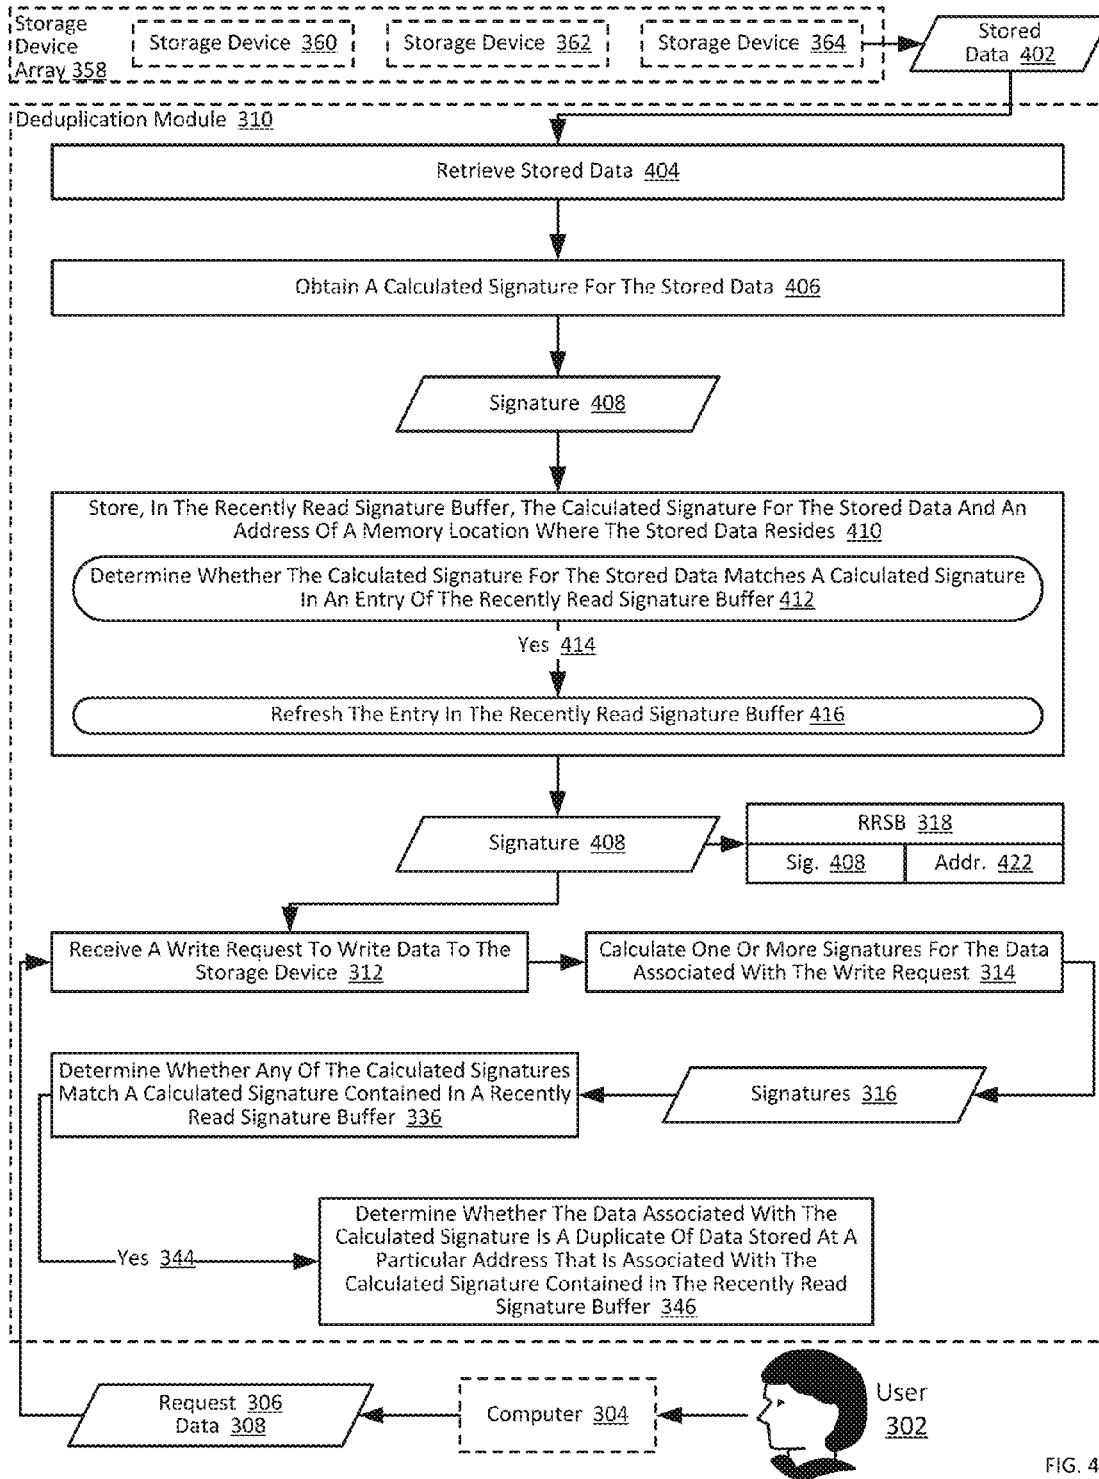 Storage
Device
Array 358
Storage Device 360
Storage Device 362
Storage Device 364
Stored
Data 402
Deduplication Module 310
Retrieve Stored Data 404
Obtain A Calculated Signature For The Stored Data 406
Signature 408
Store, In The Recently Read Signature Buffer, The Calculated Signature For The Stored Data And An
Address Of A Memory Location Where The Stored Data Resides 410
Determine Whether The Calculated Signature For The Stored Data Matches A Calculated Signature
In An Entry Of The Recently Read Signature Buffer 412
Yes 414
Refresh The Entry In The Recently Read Signature Buffer 416
Signature 408
RRSB 318
Sig. 408
Addr. 422
Receive A Write Request To Write Data To The
Storage Device 312
Calculate One Or More Signatures For The Data
Associated With The Write Request 314
Determine Whether Any Of The Calculated Signatures
Match A Calculated Signature Contained In A Recently
Read Signature Buffer 336
Signatures 316
Yes 344
Determine Whether The Data Associated With The
Calculated Signature Is A Duplicate Of Data Stored At A
Particular Address That Is Associated With The
Calculated Signature Contained In The Recently Read
Signature Buffer 346
Request 306
Data 308
Computer 304
User
302
FIG. 4